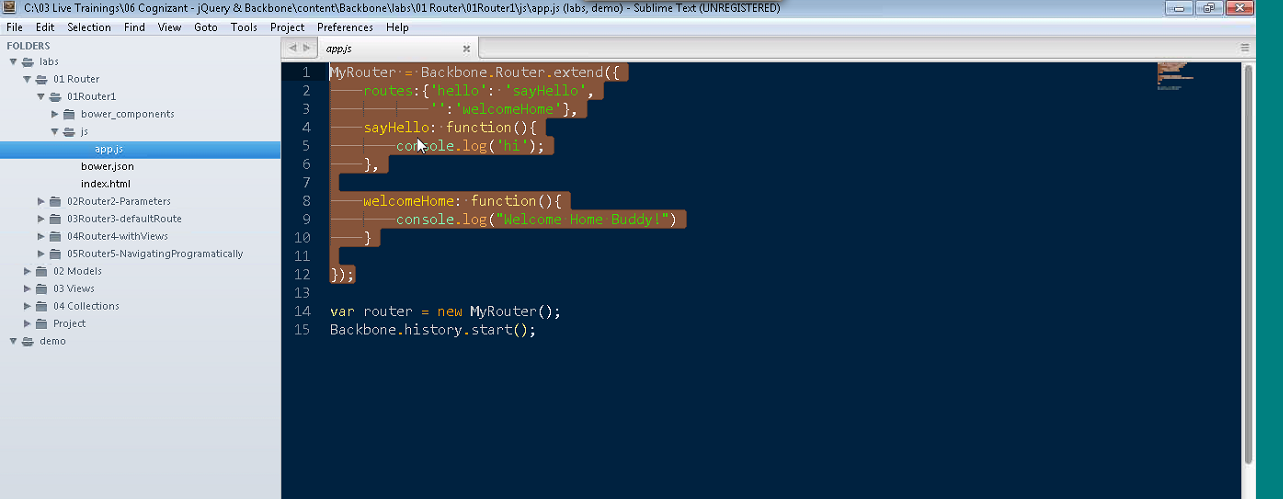 C:\03 Live Trainings\06 Cognizant - jQuery & Backbone\content\Backbone\labs\01 Router\01Router1\js\app.js (labs, demo) - Sublime Text (UNREGISTERED)
File Edit Selection Find View Goto Tools Project Preferences Help
FOLDERS
labs
01 Router
01Router1
bower_components
js
app.js
bower.json
index.html
02Router2-Parameters
03Router3-defaultRoute
04Router4-withViews
05Router5-NavigatingProgramatically
02 Models
03 Views
04 Collections
Project
demo
app.js
1 MyRouter = Backbone.Router.extend({
2 routes:{'hello': 'sayHello',
3 '':'welcomeHome'},
4 sayHello: function(){
5 console.log('hi');
6 },
7
8 welcomeHome: function(){
9 console.log("Welcome Home Buddy!")
10 }
11
12 });
13
14 var router = new MyRouter();
15 Backbone.history.start();